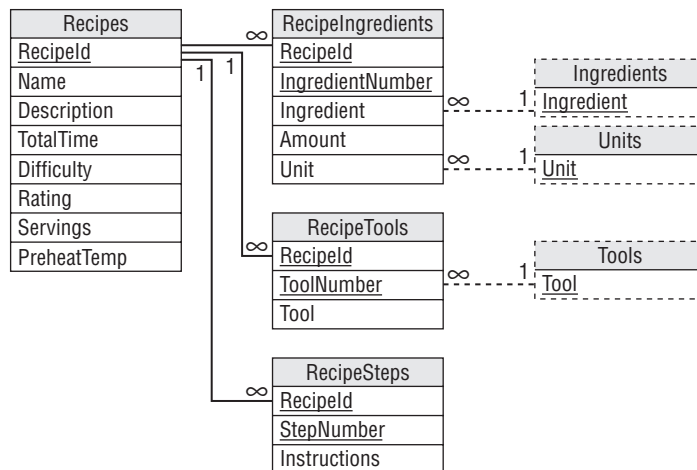 Recipes
RecipeId
Name
Description
TotalTime
Difficulty
Rating
Servings
PreheatTemp
1
1
∞
RecipeIngredients
RecipeId
IngredientNumber
Ingredient
Amount
Unit
∞
1
Ingredients
Ingredient
∞
1
Units
Unit
∞
RecipeTools
RecipeId
ToolNumber
Tool
∞
1
Tools
Tool
∞
RecipeSteps
RecipeId
StepNumber
Instructions